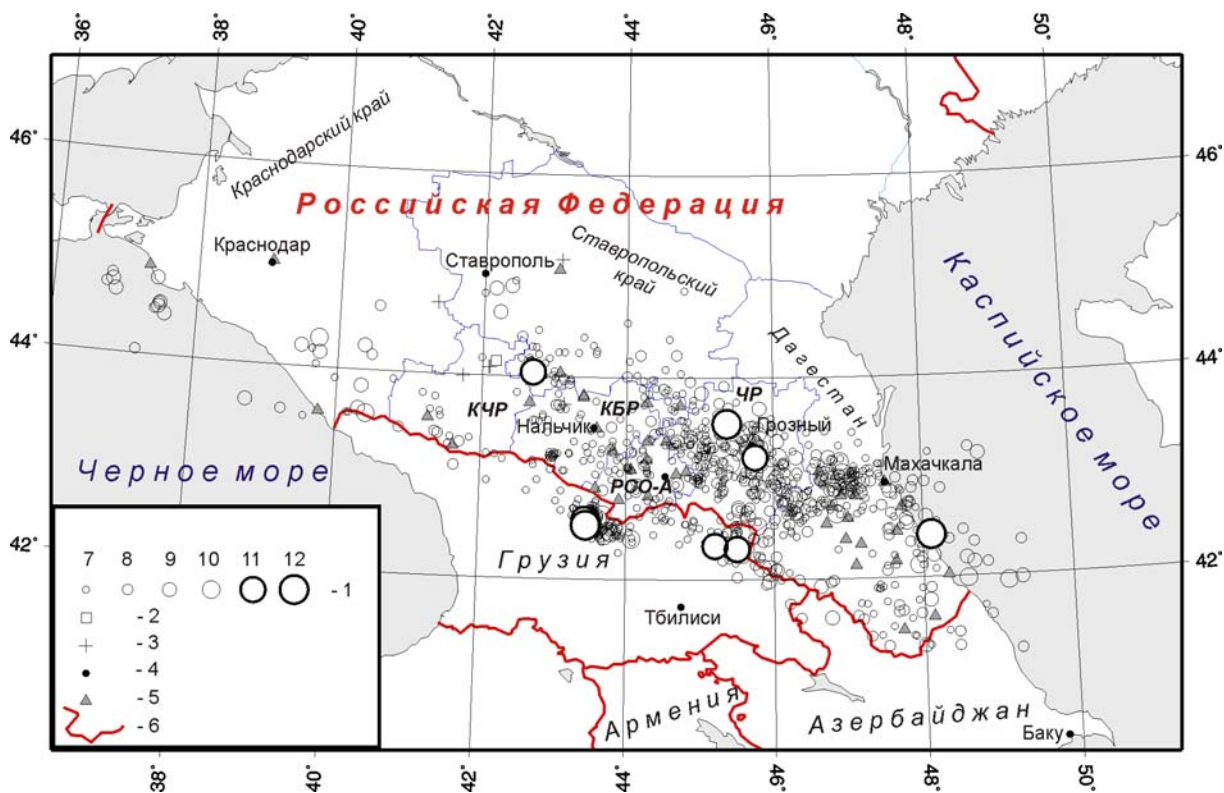 36° 38° 40° 42° 44° 46° 48° 50°
46° 46°
Краснодарский край
Российская Федерация
Краснодар
Ставрополь
Ставропольский
край
Каспийское море
44° 44°
Дагестан
КЧР
КБР
ЧР
Нальчик
Грозный
Черное море
РСО-А
Махачкала
42° 42°
Грузия
7 8 9 10 11 12
- 1
- 2
- 3
- 4
- 5
- 6
Тбилиси
Армения
Азербайджан
Баку
38° 40° 42° 44° 46° 48° 50°